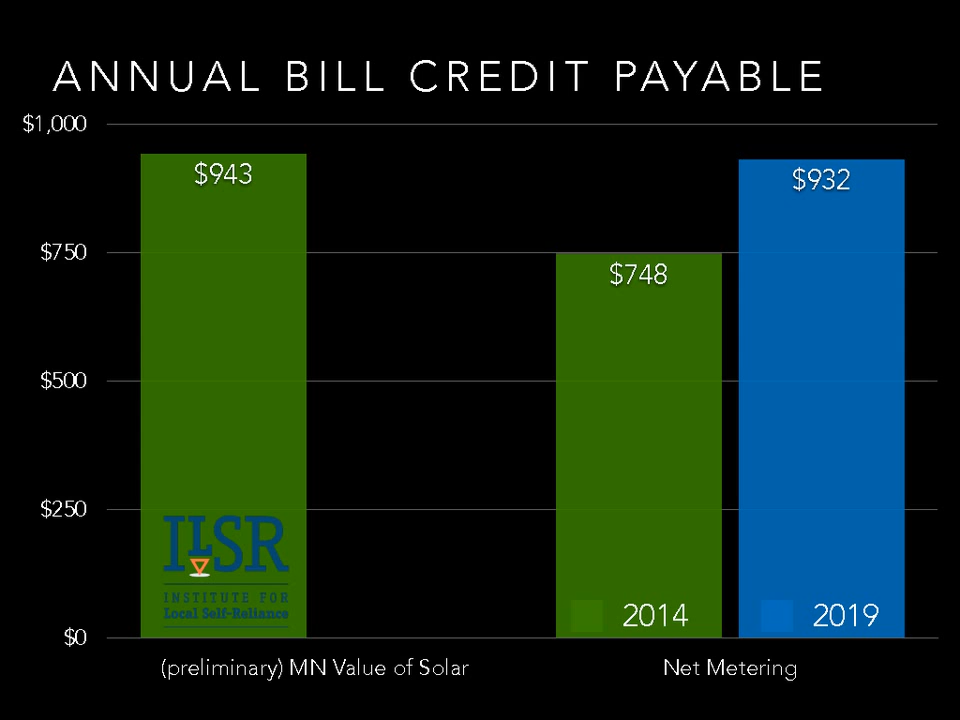 ANNUAL BILL CREDIT PAYABLE
$1,000
$943
$932
$750
$748
$500
$250
ILSR
INSTITUTE FOR
Local Self-Reliance
2014
2019
$0
(preliminary) MN Value of Solar
Net Metering